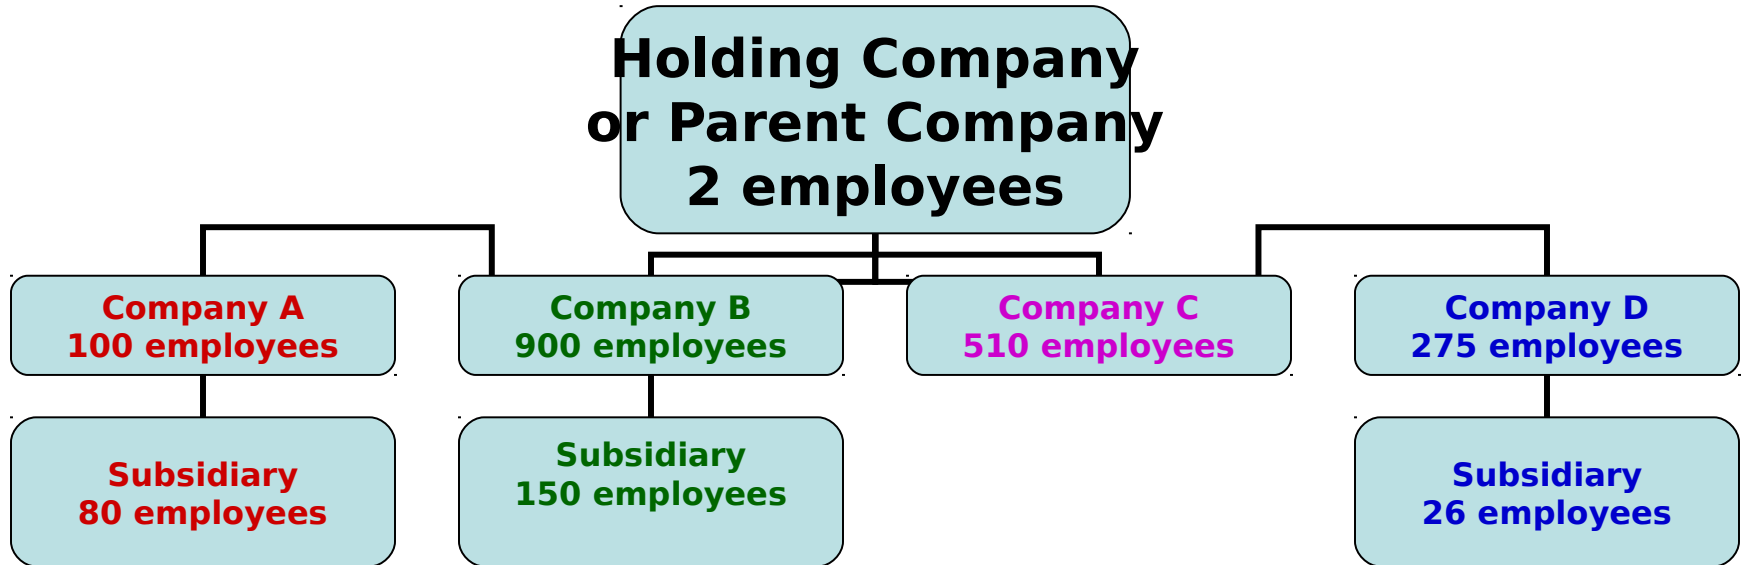 Holding Company
or Parent Company
2 employees
Company A
100 employees
Company B
900 employees
Company C
510 employees
Company D
275 employees
Subsidiary
80 employees
Subsidiary
150 employees
Subsidiary
26 employees